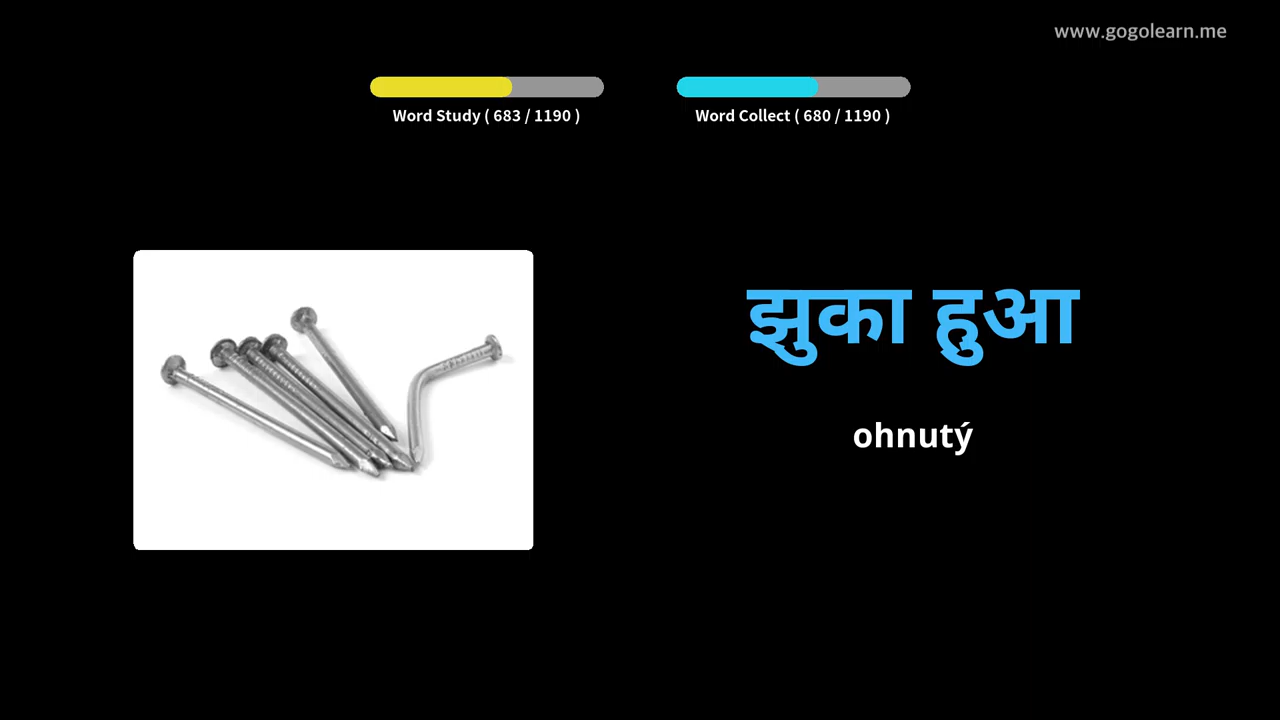 www.gogolearn.me
Word Study ( 683 / 1190 )
Word Collect ( 680 / 1190 )
झुका हुआ
ohnutý